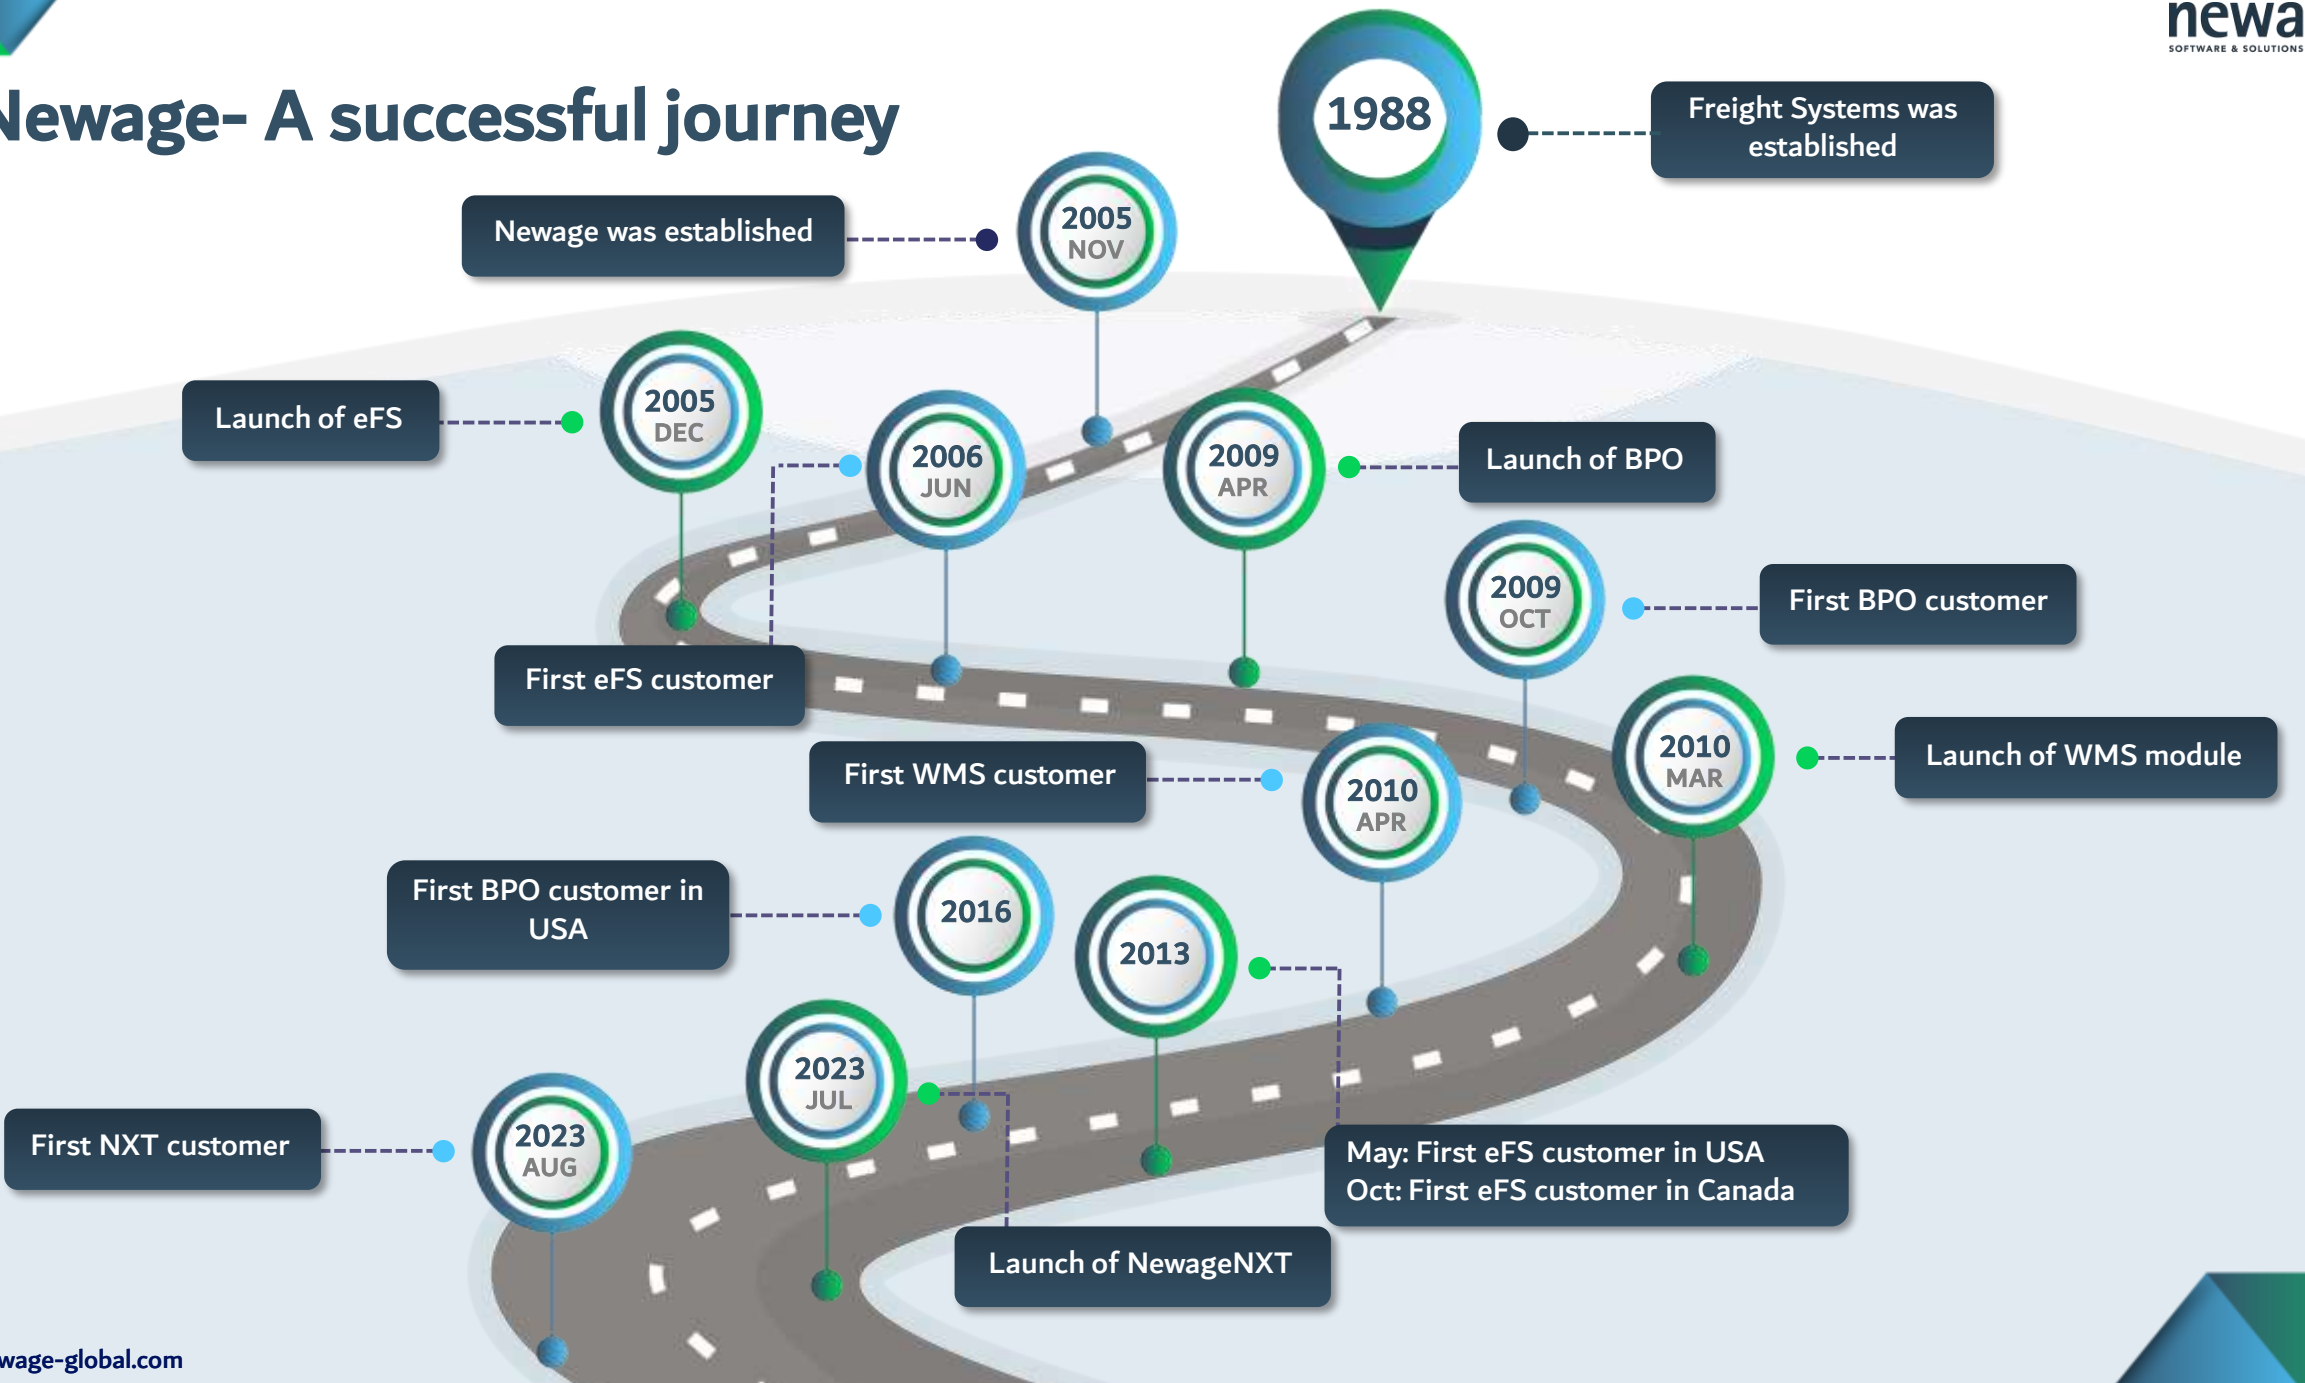 newa
SOFTWARE & SOLUTIONS
Newage- A successful journey
1988
Freight Systems was
established
2005
NOV
Newage was established
2005
DEC
Launch of eFS
2006
JUN
First eFS customer
2009
APR
Launch of BPO
2009
OCT
First BPO customer
2010
MAR
Launch of WMS module
2010
APR
First WMS customer
2013
May: First eFS customer in USA
Oct: First eFS customer in Canada
2016
First BPO customer in
USA
2023
JUL
Launch of NewageNXT
2023
AUG
First NXT customer
wage-global.com